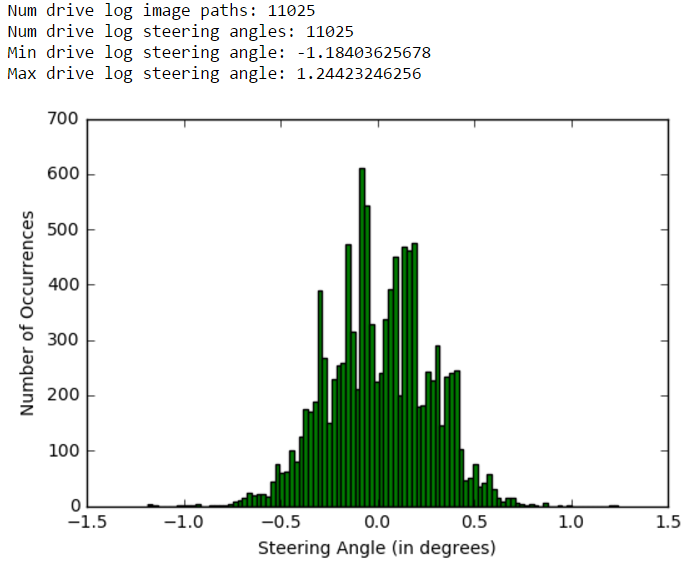 Num drive log image paths: 11025
Num drive log steering angles: 11025
Min drive log steering angle: -1.18403625678
Max drive log steering angle: 1.24423246256
700
600
500
400
300
200
100
0
Number of Occurrences
−1.5 −1.0 −0.5 0.0 0.5 1.0 1.5
Steering Angle (in degrees)